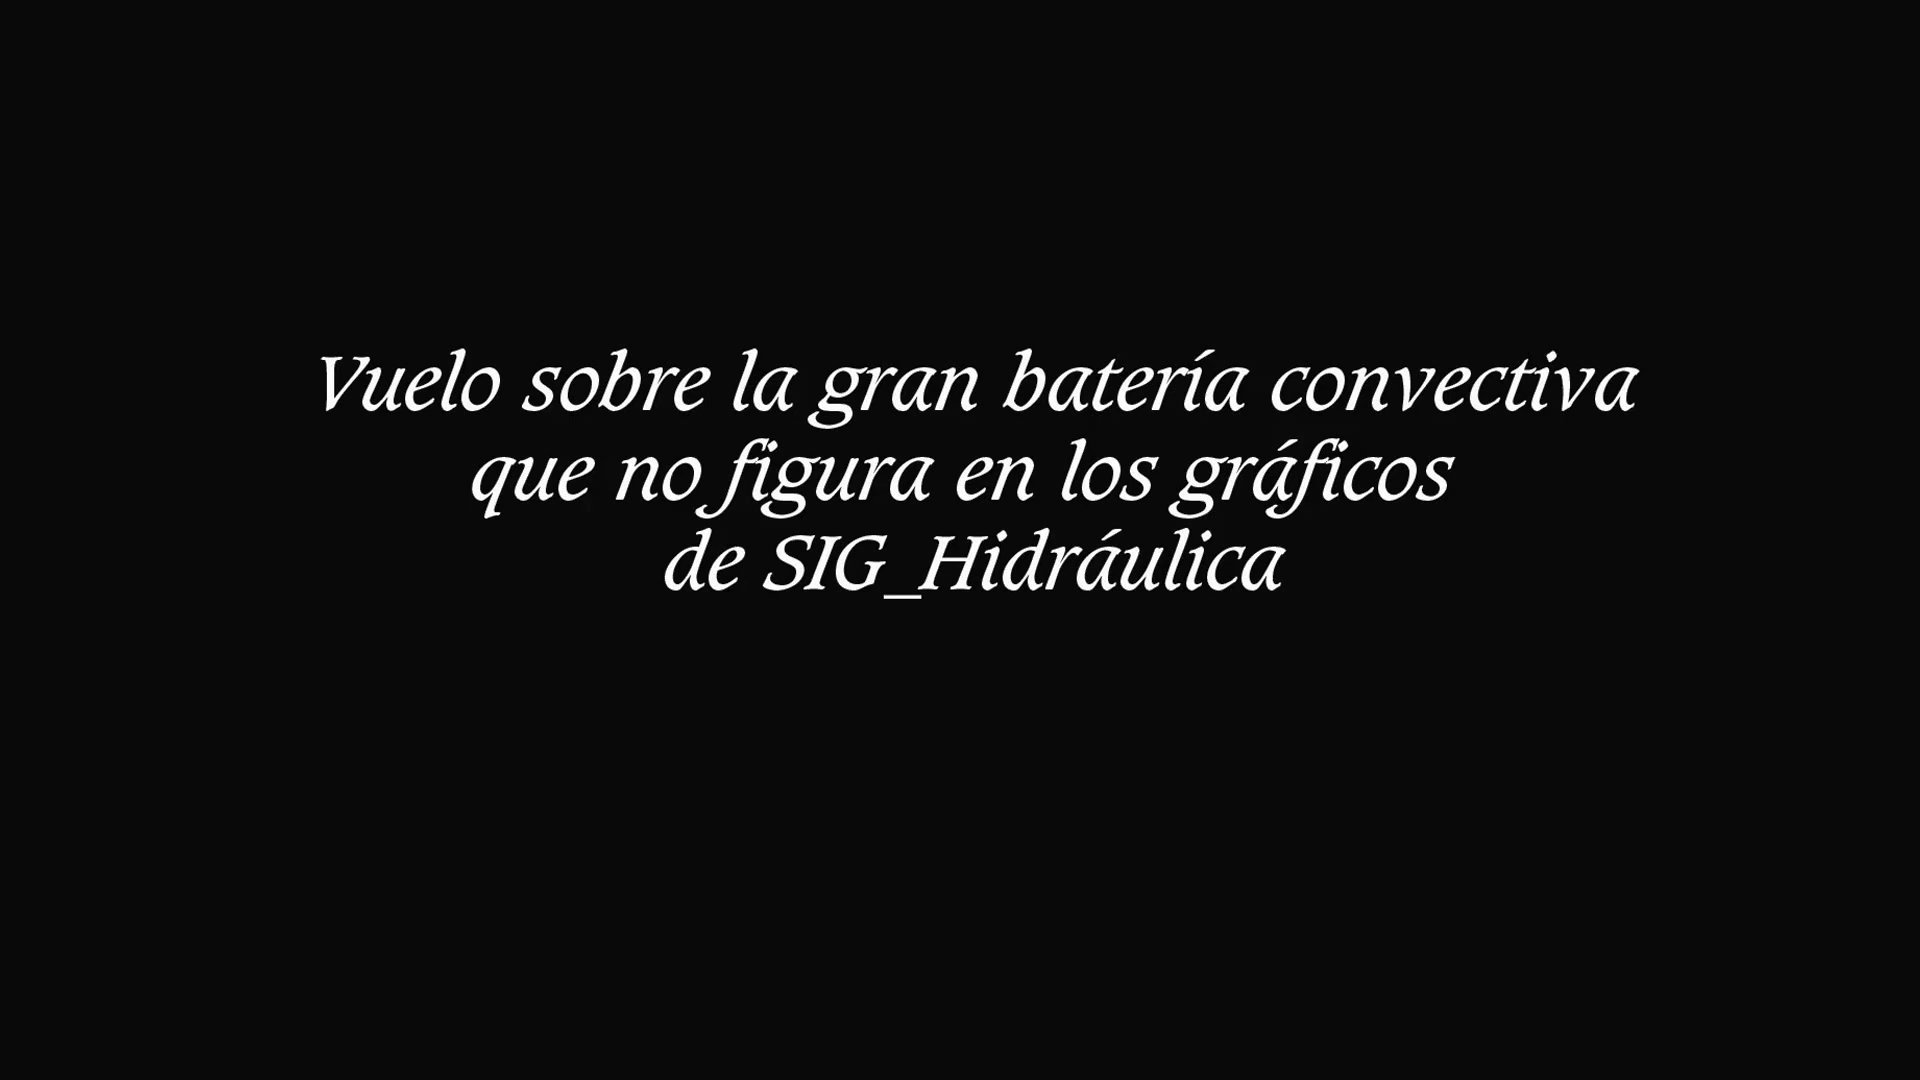 Vuelo sobre la gran batería convectiva
que no figura en los gráficos
de SIG_Hidráulica